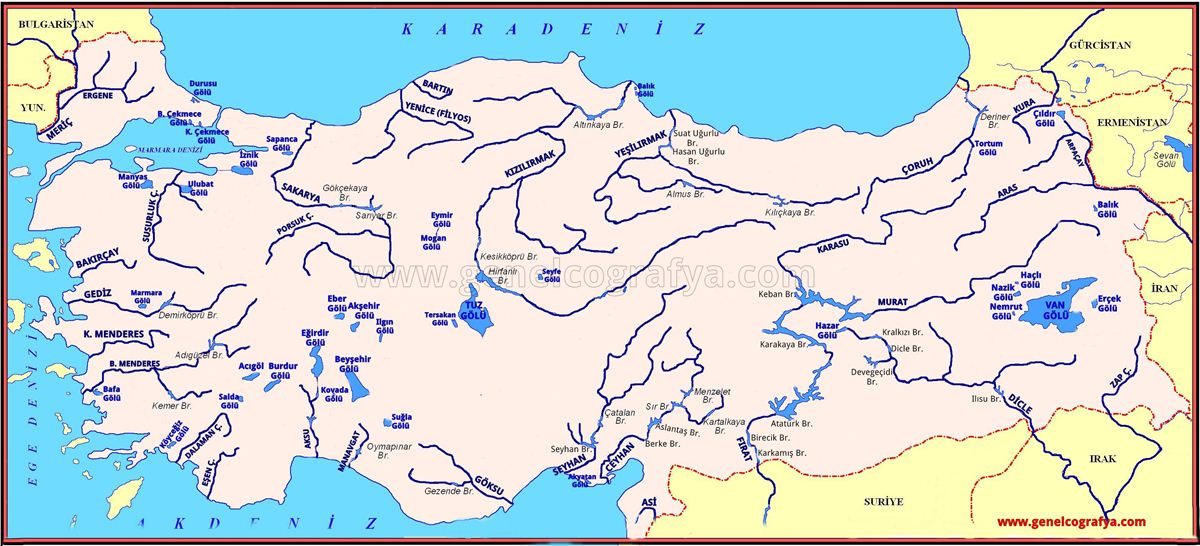 KARADENİZ
BULGARİSTAN
GÜRCİSTAN
YUN.
ERMENİSTAN
İRAN
IRAK
SURİYE
EGE DENİZİ
AKDENİZ
MARMARA DENİZİ
MERİÇ
ERGENE
Durusu
Gölü
B. Çekmece
Gölü
K. Çekmece
Gölü
Sapanca
Gölü
İznik
Gölü
Manyas
Gölü
Ulubat
Gölü
SUSURLUK Ç.
SAKARYA
Gökçekaya
Br.
Sarıyar Br.
PORSUK Ç.
BARTIN
YENİCE (FİLYOS)
KIZILIRMAK
Altınkaya Br.
Balık
Gölü
Suat Uğurlu
Br.
Hasan Uğurlu
Br.
YEŞİLIRMAK
Almus Br.
Kılıçkaya Br.
ÇORUH
Deriner
Br.
Tortum
Gölü
KURA
Çıldır
Gölü
ARPAÇAY
Sevan
Gölü
ARAS
KARASU
Balık
Gölü
Eymir
Gölü
Mogan
Gölü
Kesikköprü Br.
Hirfanlı
Br.
Seyfe
Gölü
www.genelcografya.com
BAKIRÇAY
GEDİZ
Marmara
Gölü
Demirköprü Br.
K. MENDERES
B. MENDERES
Adıgüzel Br.
Bafa
Gölü
Kemer Br.
Acıgöl
Burdur
Gölü
Salda
Gölü
Eğirdir
Gölü
Eber
Gölü
Akşehir
Gölü
Ilgın
Gölü
Beyşehir
Gölü
Kovada
Gölü
Suğla
Gölü
Tersakan
Gölü
TUZ
GÖLÜ
Köyceğiz
Gölü
DALAMAN Ç.
EŞEN Ç.
AKSU
MANAVGAT
Oymapınar
Br.
Gezende Br.
GÖKSU
Seyhan Br.
SEYHAN
Çatalan
Br.
Akyatan
Gölü
CEYHAN
Sır Br.
Aslantaş Br.
Berke Br.
Menzelet
Br.
Kartalkaya
Br.
ASİ
FIRAT
Keban Br.
Karakaya Br.
Hazar
Gölü
Atatürk Br.
Birecik Br.
Karkamış Br.
MURAT
Kralkızı Br.
Dicle Br.
Devegeçidi
Br.
Ilısu Br.
DİCLE
ZAP Ç.
Haçlı
Gölü
Nazik
Gölü
Nemrut
Gölü
VAN
GÖLÜ
Erçek
Gölü
www.genelcografya.com